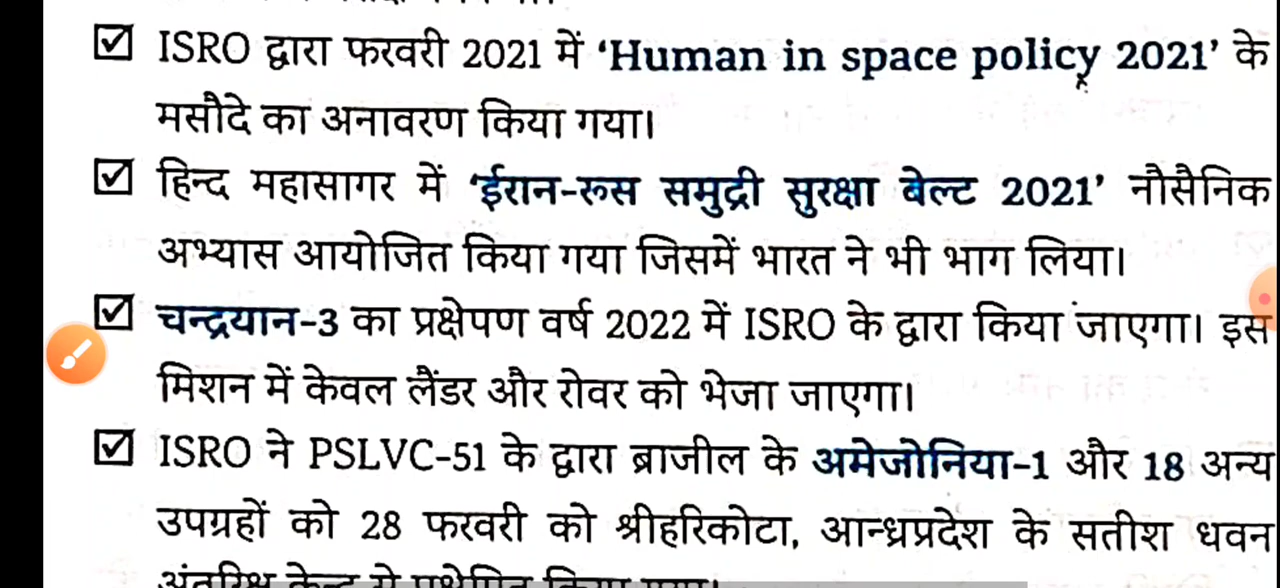 ISRO द्वारा फरवरी 2021 में ‘Human in space policy 2021’ के
मसौदे का अनावरण किया गया।
हिन्द महासागर में ‘ईरान-रूस समुद्री सुरक्षा बेल्ट 2021’ नौसैनिक
अभ्यास आयोजित किया गया जिसमें भारत ने भी भाग लिया।
चन्द्रयान-3 का प्रक्षेपण वर्ष 2022 में ISRO के द्वारा किया जाएगा। इस
मिशन में केवल लैंडर और रोवर को भेजा जाएगा।
ISRO ने PSLVC-51 के द्वारा ब्राजील के अमेजोनिया-1 और 18 अन्य
उपग्रहों को 28 फरवरी को श्रीहरिकोटा, आन्ध्रप्रदेश के सतीश धवन